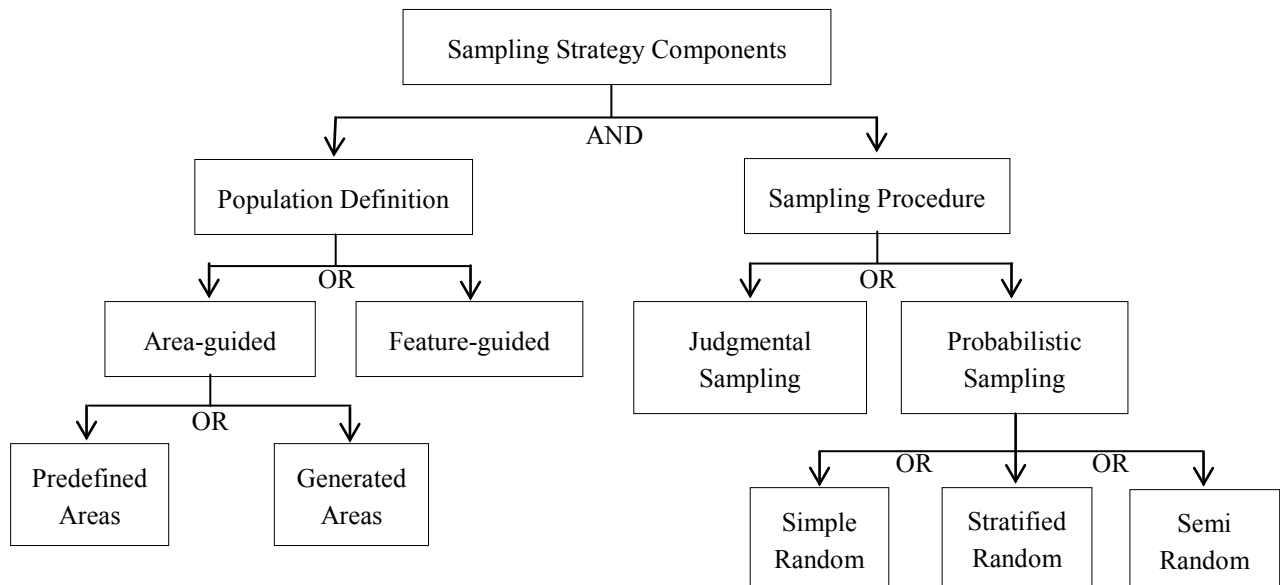 Sampling Strategy Components
AND
Population Definition
Sampling Procedure
OR
OR
Area-guided
Feature-guided
Judgmental
Sampling
Probabilistic
Sampling
OR
Predefined
Areas
Generated
Areas
OR
OR
Simple
Random
Stratified
Random
Semi
Random